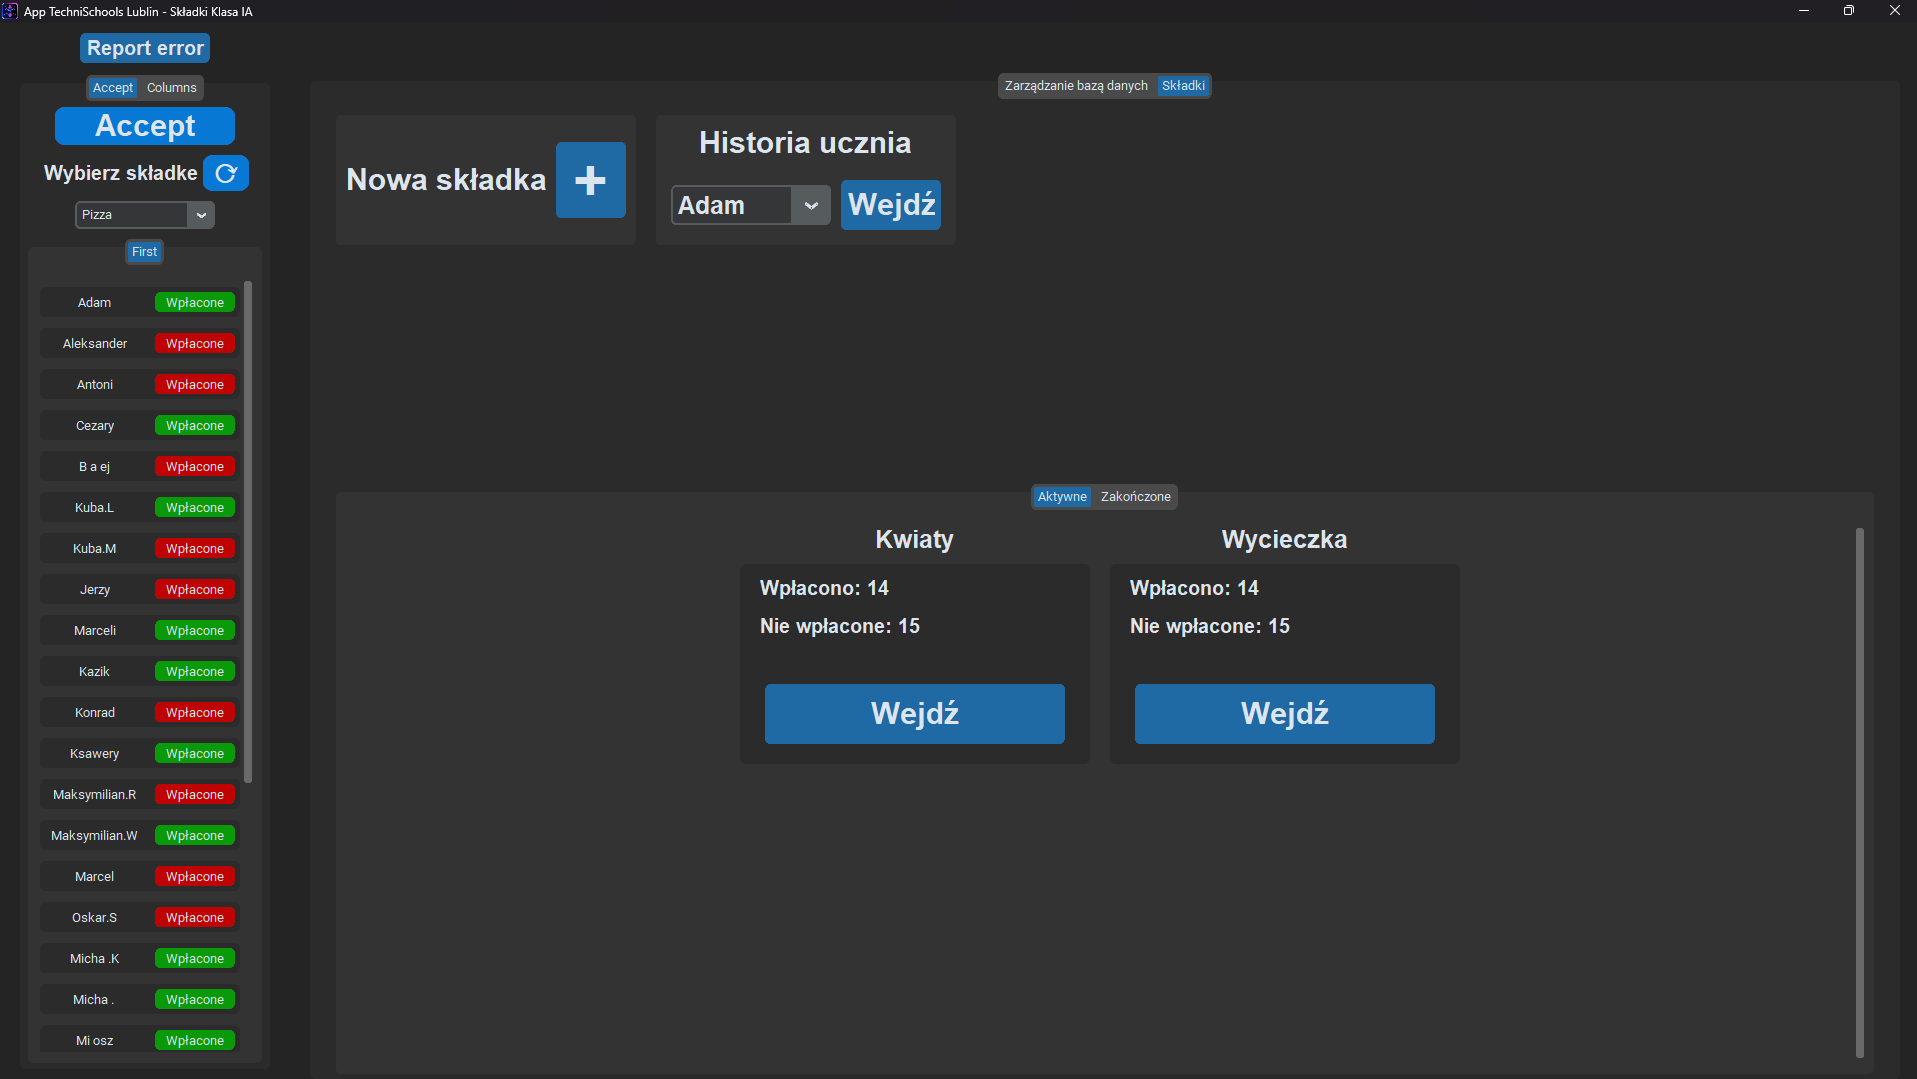 App TechniSchools Lublin - Składki Klasa IA
Report error
Accept Columns
Accept
Wybierz składke
Pizza
First
Adam Wpłacone
Aleksander Wpłacone
Antoni Wpłacone
Cezary Wpłacone
B a ej Wpłacone
Kuba.L Wpłacone
Kuba.M Wpłacone
Jerzy Wpłacone
Marceli Wpłacone
Kazik Wpłacone
Konrad Wpłacone
Ksawery Wpłacone
Maksymilian.R Wpłacone
Maksymilian.W Wpłacone
Marcel Wpłacone
Oskar.S Wpłacone
Micha .K Wpłacone
Micha . Wpłacone
Mi osz Wpłacone
Zarządzanie bazą danych Składki
Nowa składka +
Historia ucznia
Adam Wejdź
Aktywne Zakończone
Kwiaty
Wpłacono: 14
Nie wpłacone: 15
Wejdź
Wycieczka
Wpłacono: 14
Nie wpłacone: 15
Wejdź